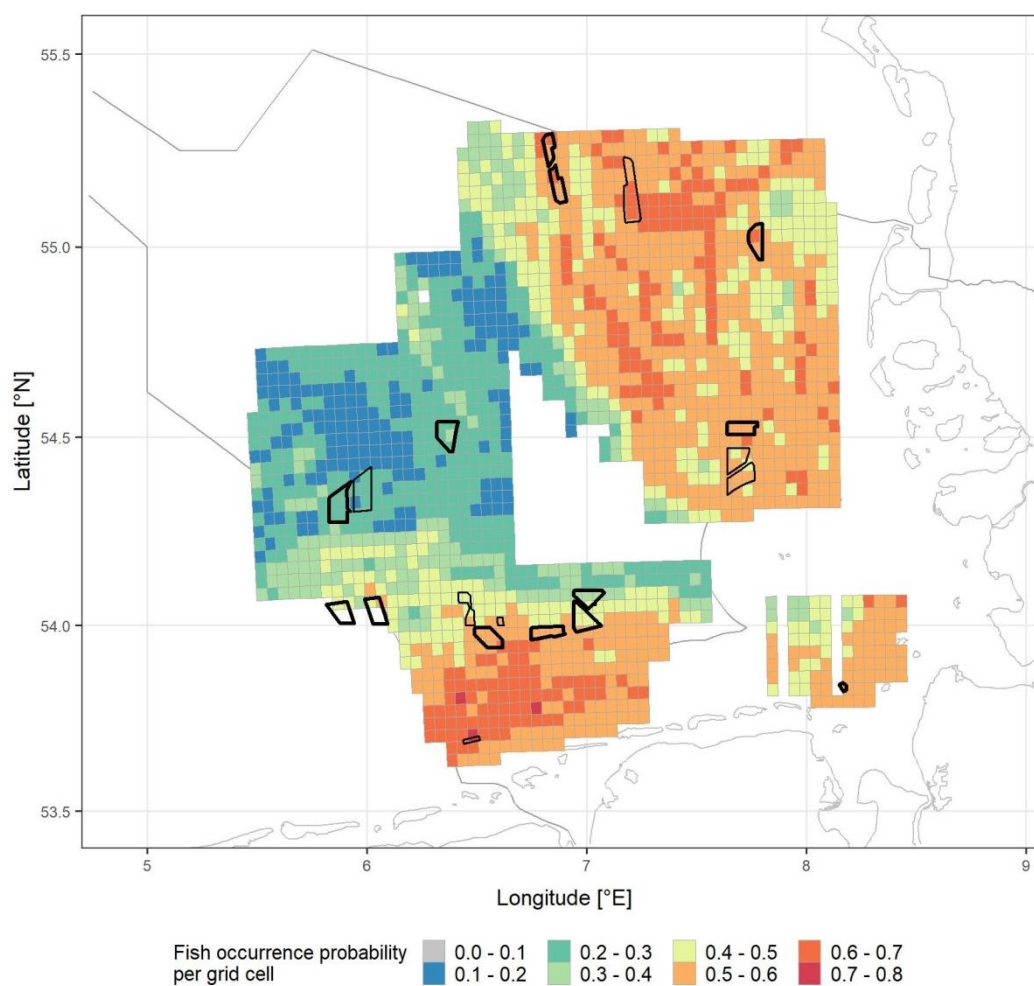 55.5
55.0
54.5
54.0
53.5
Latitude [°N]
5 6 7 8 9
Longitude [°E]
Fish occurrence probability
per grid cell
0.0 - 0.1 0.2 - 0.3 0.4 - 0.5 0.6 - 0.7
0.1 - 0.2 0.3 - 0.4 0.5 - 0.6 0.7 - 0.8